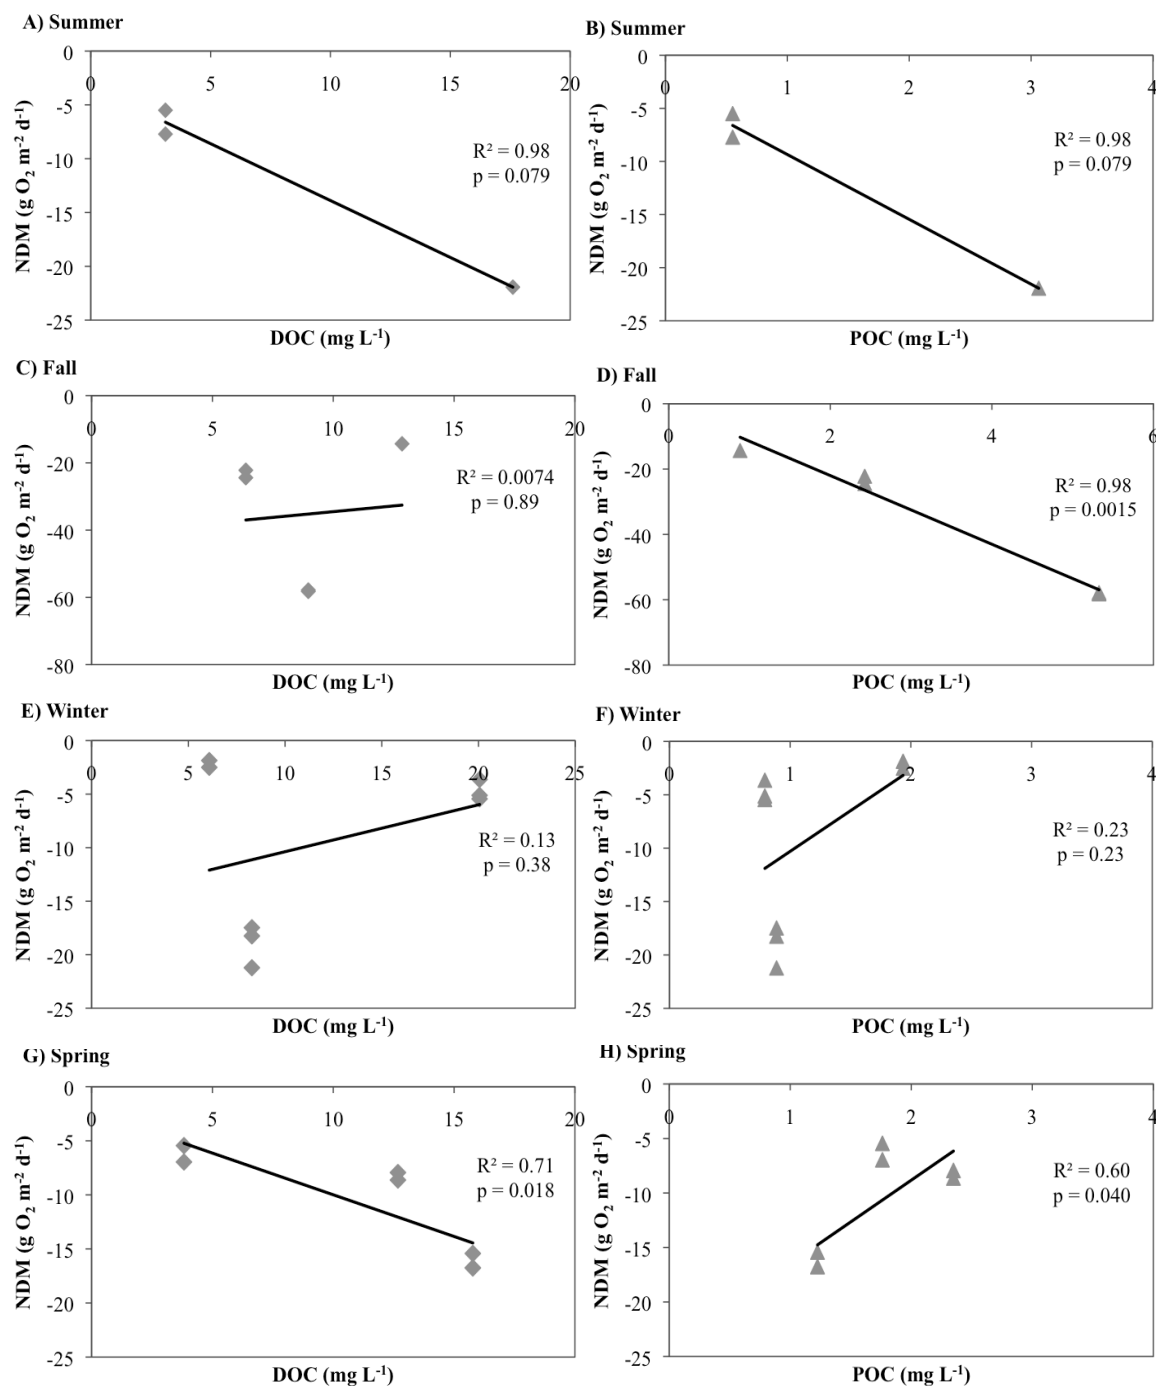 A) Summer
0
0
5
10
15
20
-5
-10
-15
-20
-25
NDM (g O₂ m⁻² d⁻¹)
R² = 0.98
p = 0.079
DOC (mg L⁻¹)
B) Summer
0
0
1
2
3
4
-5
-10
-15
-20
-25
NDM (g O₂ m⁻² d⁻¹)
R² = 0.98
p = 0.079
POC (mg L⁻¹)
C) Fall
0
0
5
10
15
20
-20
-40
-60
-80
NDM (g O₂ m⁻² d⁻¹)
R² = 0.0074
p = 0.89
DOC (mg L⁻¹)
D) Fall
0
0
2
4
6
-20
-40
-60
-80
NDM (g O₂ m⁻² d⁻¹)
R² = 0.98
p = 0.0015
POC (mg L⁻¹)
E) Winter
0
0
5
10
15
20
25
-5
-10
-15
-20
-25
NDM (g O₂ m⁻² d⁻¹)
R² = 0.13
p = 0.38
DOC (mg L⁻¹)
F) Winter
0
0
1
2
3
4
-5
-10
-15
-20
-25
NDM (g O₂ m⁻² d⁻¹)
R² = 0.23
p = 0.23
POC (mg L⁻¹)
G) Spring
0
0
5
10
15
20
-5
-10
-15
-20
-25
NDM (g O₂ m⁻² d⁻¹)
R² = 0.71
p = 0.018
DOC (mg L⁻¹)
H) Spring
0
0
1
2
3
4
-5
-10
-15
-20
-25
NDM (g O₂ m⁻² d⁻¹)
R² = 0.60
p = 0.040
POC (mg L⁻¹)